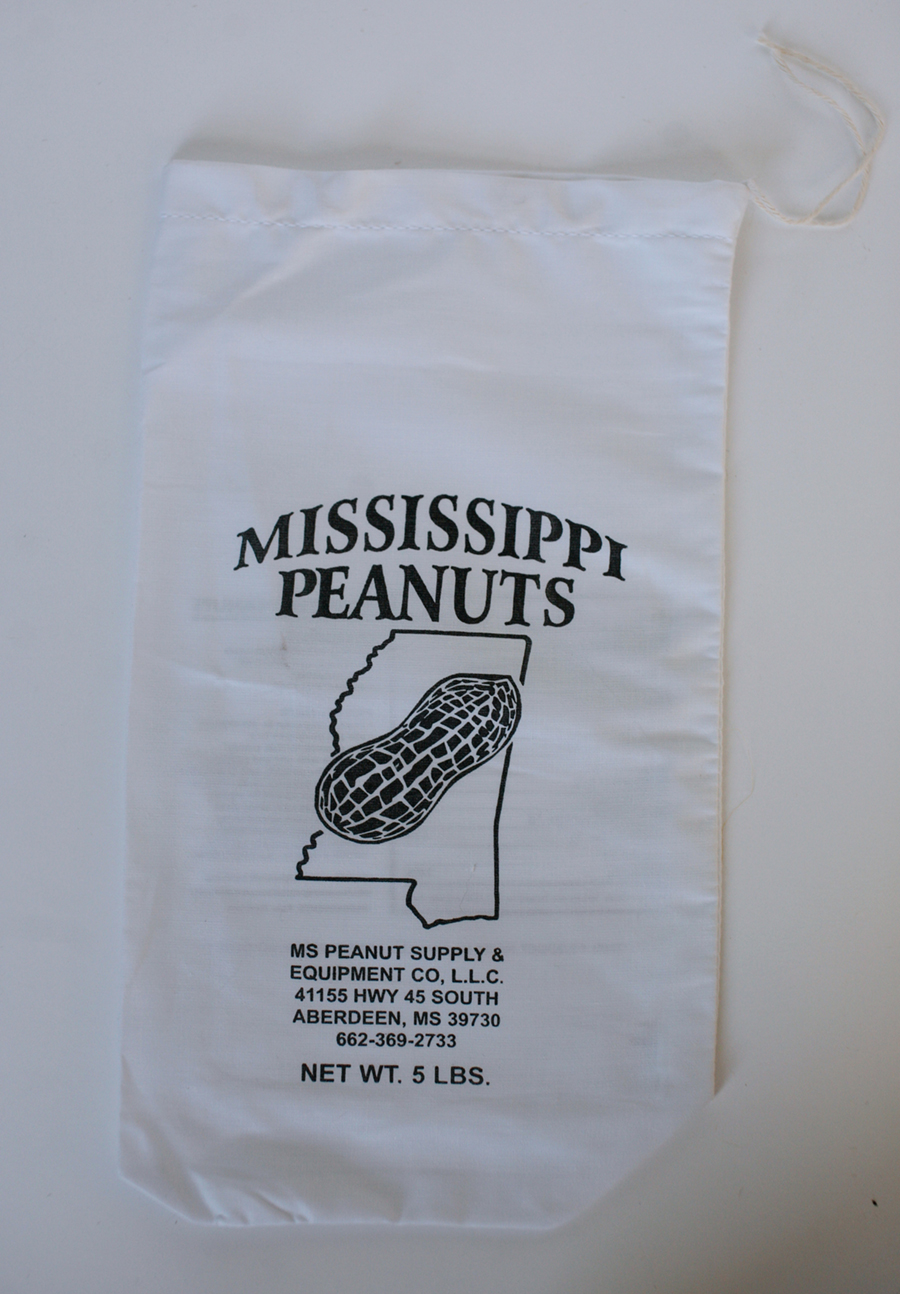 MISSISSIPPI
PEANUTS
MS PEANUT SUPPLY &
EQUIPMENT CO, L.L.C.
41155 HWY 45 SOUTH
ABERDEEN, MS 39730
662-369-2733
NET WT. 5 LBS.